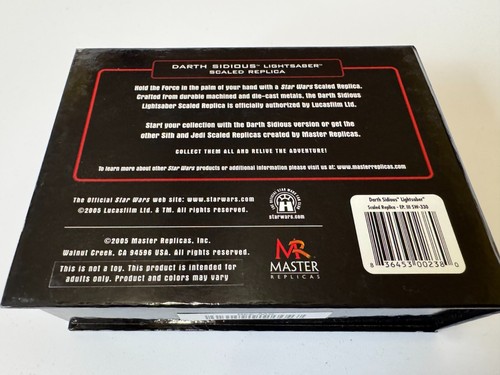 DARTH SIDIOUS™ LIGHTSABER™
SCALED REPLICA
Hold the Force in the palm of your hand with a Star Wars Scaled Replica.
Crafted from durable machined and die-cast metals, the Darth Sidious
Lightsaber Scaled Replica is officially authorized by Lucasfilm Ltd.
Start your collection with the Darth Sidious version or get the
other Sith and Jedi Scaled Replicas created by Master Replicas.
COLLECT THEM ALL AND RELIVE THE ADVENTURE!
To learn more about other Star Wars products or additional information please visit us at: www.masterreplicas.com
The Official Star Wars web site: www.starwars.com
©2005 Lucasfilm Ltd. & TM. All rights reserved.
starwars.com
©2005 Master Replicas, Inc.
Walnut Creek, CA 94596 USA. All rights reserved.
This is not a toy. This product is intended for
adults only. Product and colors may vary
MR
MASTER
REPLICAS
Darth Sidious™ Lightsaber™
Scaled Replica - EP. III SW-336
8 36453 00238 0